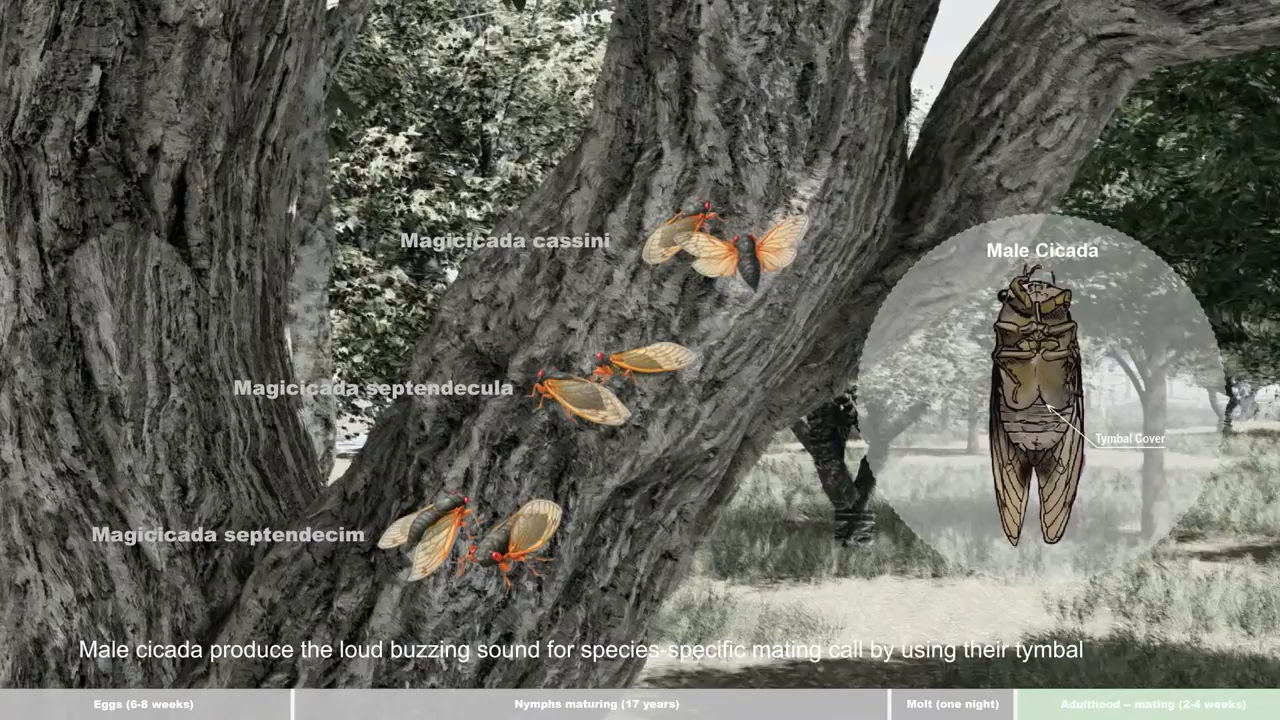 Magicicada cassini
Male Cicada
Magicicada septendecula
Tymbal Cover
Magicicada septendecim
Male cicada produce the loud buzzing sound for species-specific mating call by using their tymbal
Eggs (6-8 weeks)
Nymphs maturing (17 years)
Molt (one night)
Adulthood – mating (2-4 weeks)